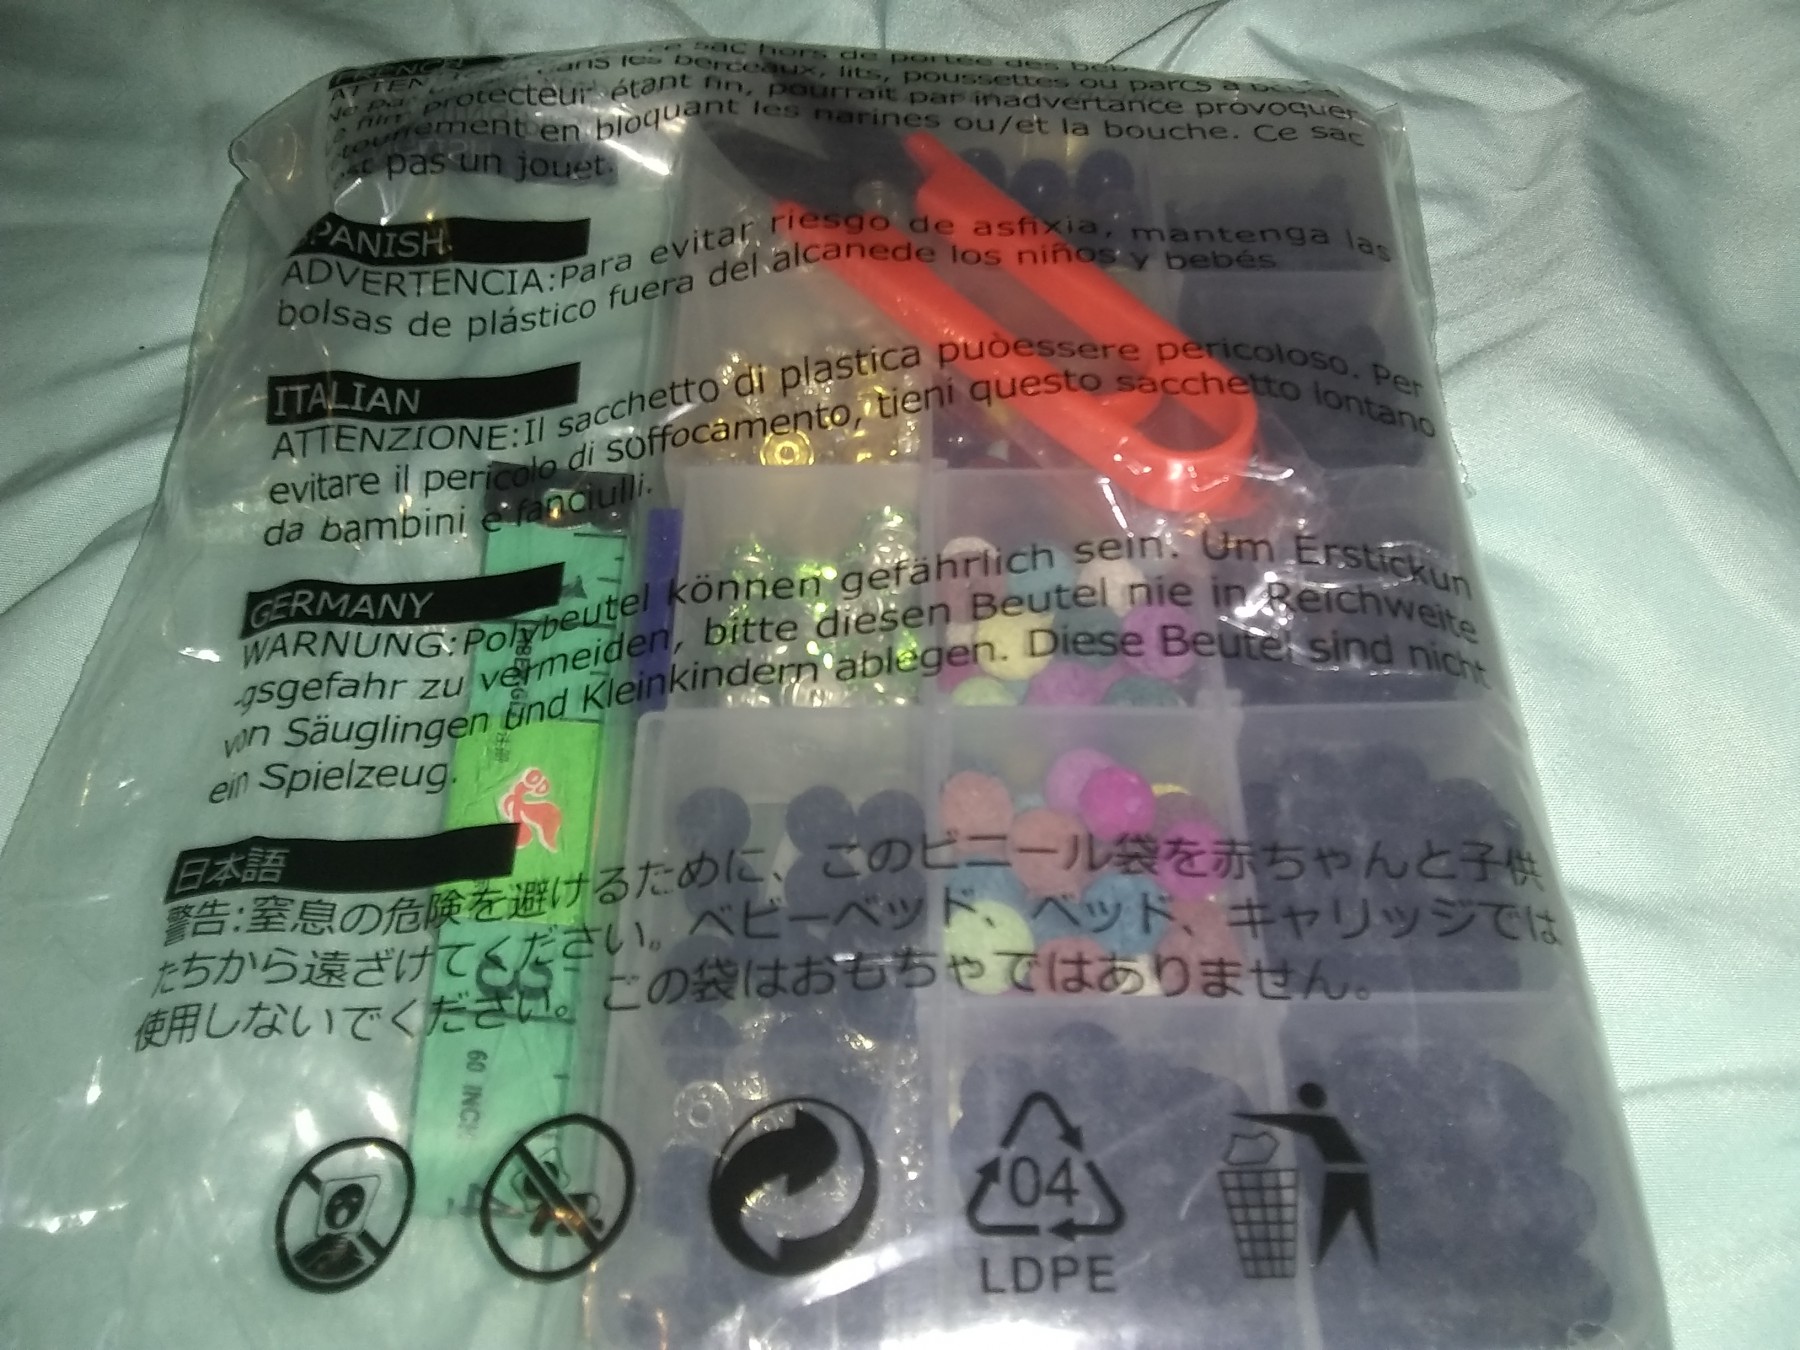 FRENCH
ce sac hors de portée des
dans les berceaux, lits, poussettes ou parcs à
protecteur étant fin, pourrait par inadvertance provoquer
en bloquant les narines ou/et la bouche. Ce sac
pas un jouet.
SPANISH
ADVERTENCIA:Para evitar riesgo de asfixia, mantenga las
bolsas de plástico fuera del alcanede los niños y bebés
ITALIAN
ATTENZIONE:Il sacchetto di plastica puòessere pericoloso. Per
evitare il pericolo di soffocamento, tieni questo sacchetto lontano
da bambini e fanciulli.
GERMANY
WARNUNG:Polybeutel können gefährlich sein. Um Erstickun
-gsgefahr zu vermeiden, bitte diesen Beutel nie in Reichweite
von Säuglingen und Kleinkindern ablegen. Diese Beutel sind nicht
ein Spielzeug.
日本語
警告:窒息の危険を避けるために、このビニール袋を赤ちゃんと子供
たちから遠ざけてください。ベビーベッド、ベッド、キャリッジでは
使用しないでください。この袋はおもちゃではありません。
60 INCH
04
LDPE